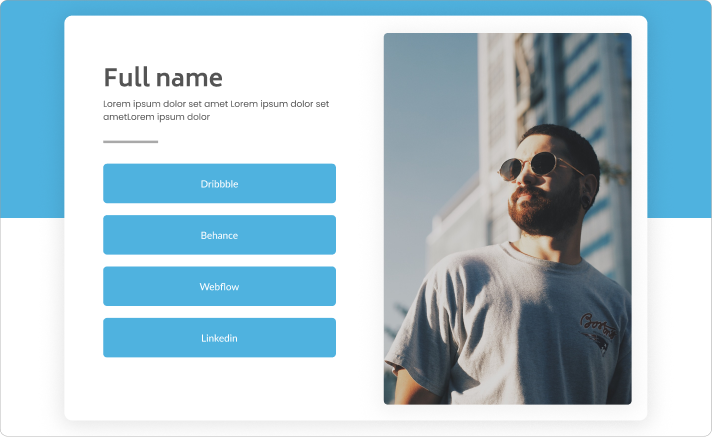 Full name
Lorem ipsum dolor set amet Lorem ipsum dolor set
ametLorem ipsum dolor
Dribbble
Behance
Webflow
Linkedin